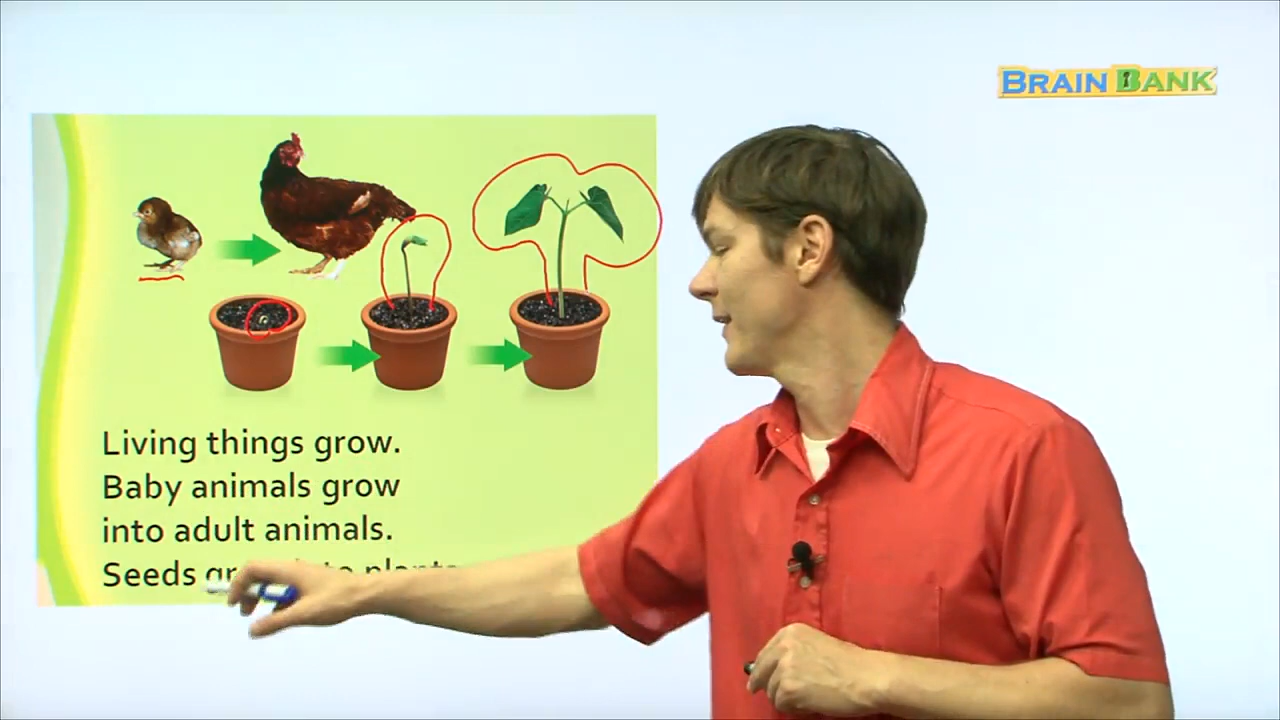 BRAIN BANK
Living things grow.
Baby animals grow
into adult animals.
Seeds